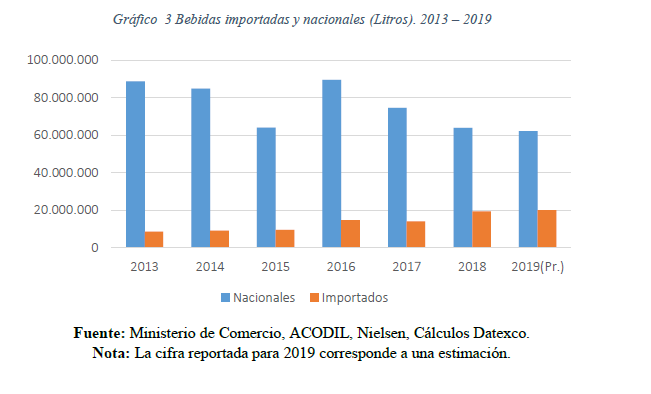 Gráfico 3 Bebidas importadas y nacionales (Litros). 2013 – 2019
100.000.000
80.000.000
60.000.000
40.000.000
20.000.000
0
2013 2014 2015 2016 2017 2018 2019(Pr.)
Nacionales Importados
Fuente: Ministerio de Comercio, ACODIL, Nielsen, Cálculos Datexco.
Nota: La cifra reportada para 2019 corresponde a una estimación.